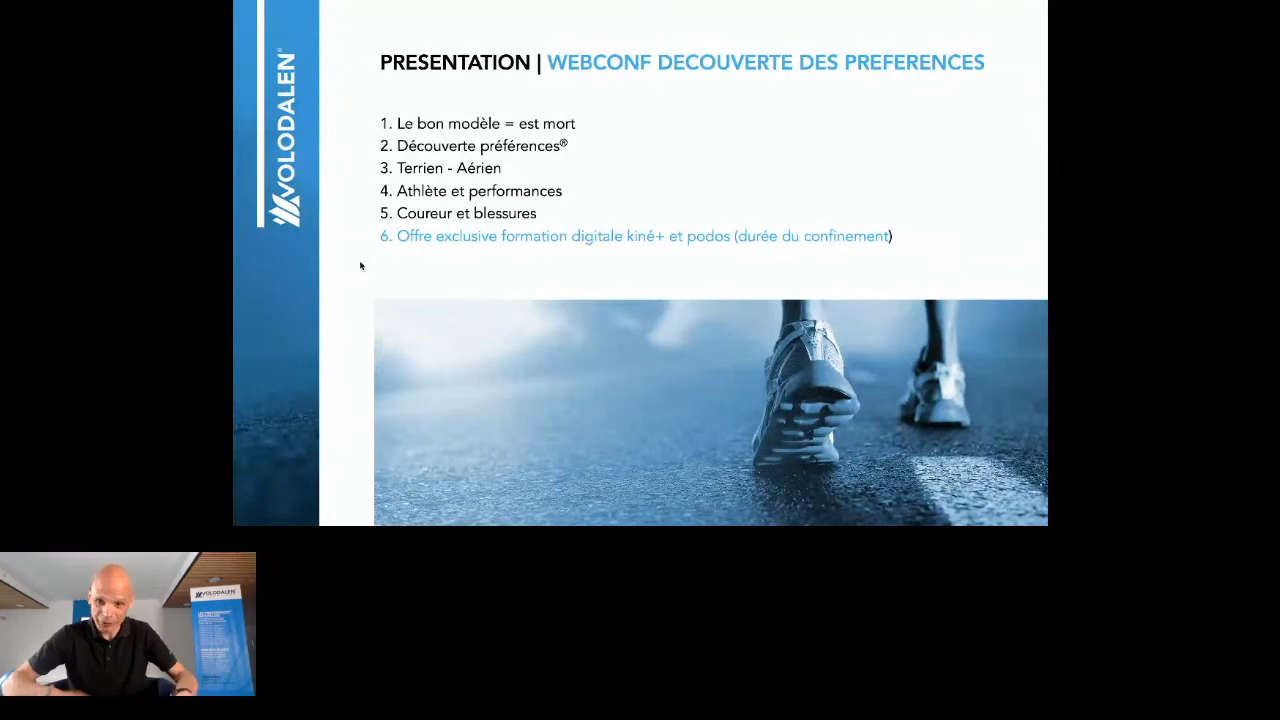 VOLODALEN®
PRESENTATION | WEBCONF DECOUVERTE DES PREFERENCES
1. Le bon modèle = est mort
2. Découverte préférences®
3. Terrien - Aérien
4. Athlète et performances
5. Coureur et blessures
6. Offre exclusive formation digitale kiné+ et podos (durée du confinement)
VOLODALEN